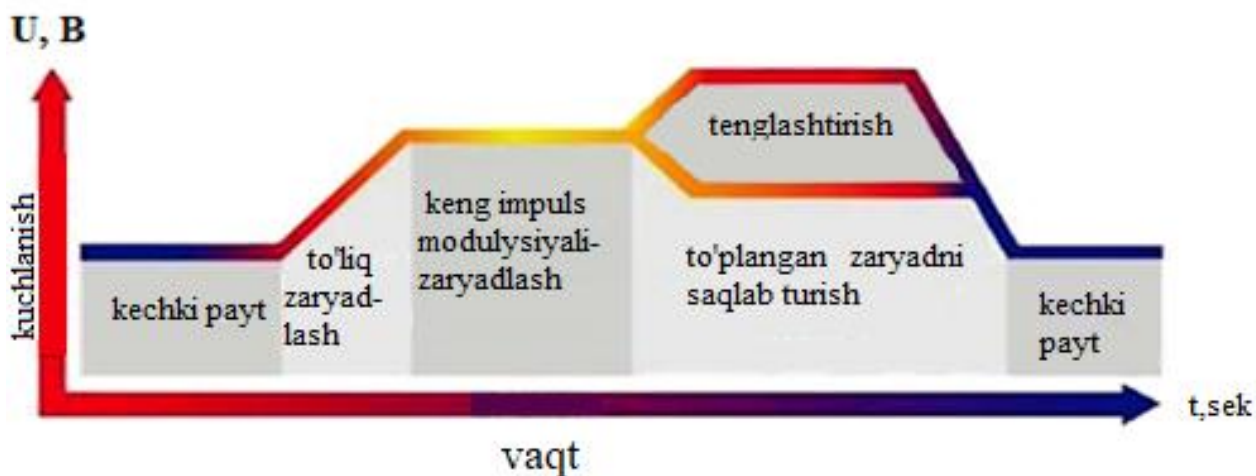 U, B
kuchlanish
kechki payt
to'liq
zaryad-
lash
keng impuls
modulysiyali-
zaryadlash
tenglashtirish
to'plangan zaryadni
saqlab turish
kechki
payt
t,sek
vaqt